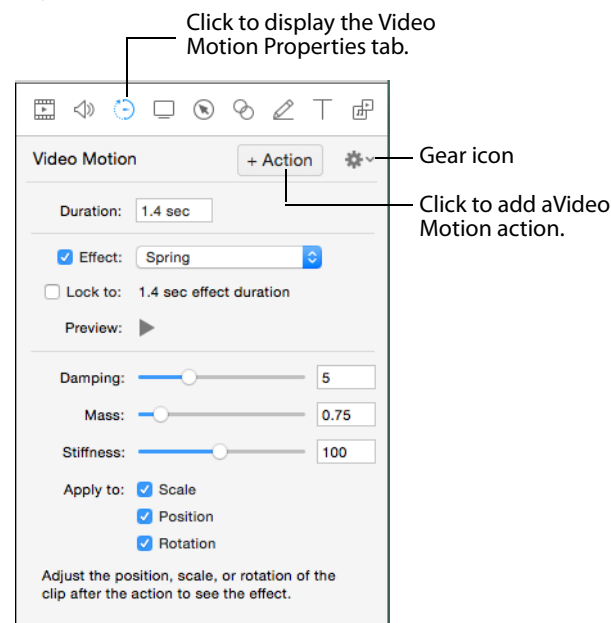 Click to display the Video
Motion Properties tab.
Video Motion
+ Action
Gear icon
Duration: 1.4 sec
Click to add aVideo
Motion action.
Effect: Spring
Lock to: 1.4 sec effect duration
Preview:
Damping: 5
Mass: 0.75
Stiffness: 100
Apply to: Scale
Position
Rotation
Adjust the position, scale, or rotation of the
clip after the action to see the effect.